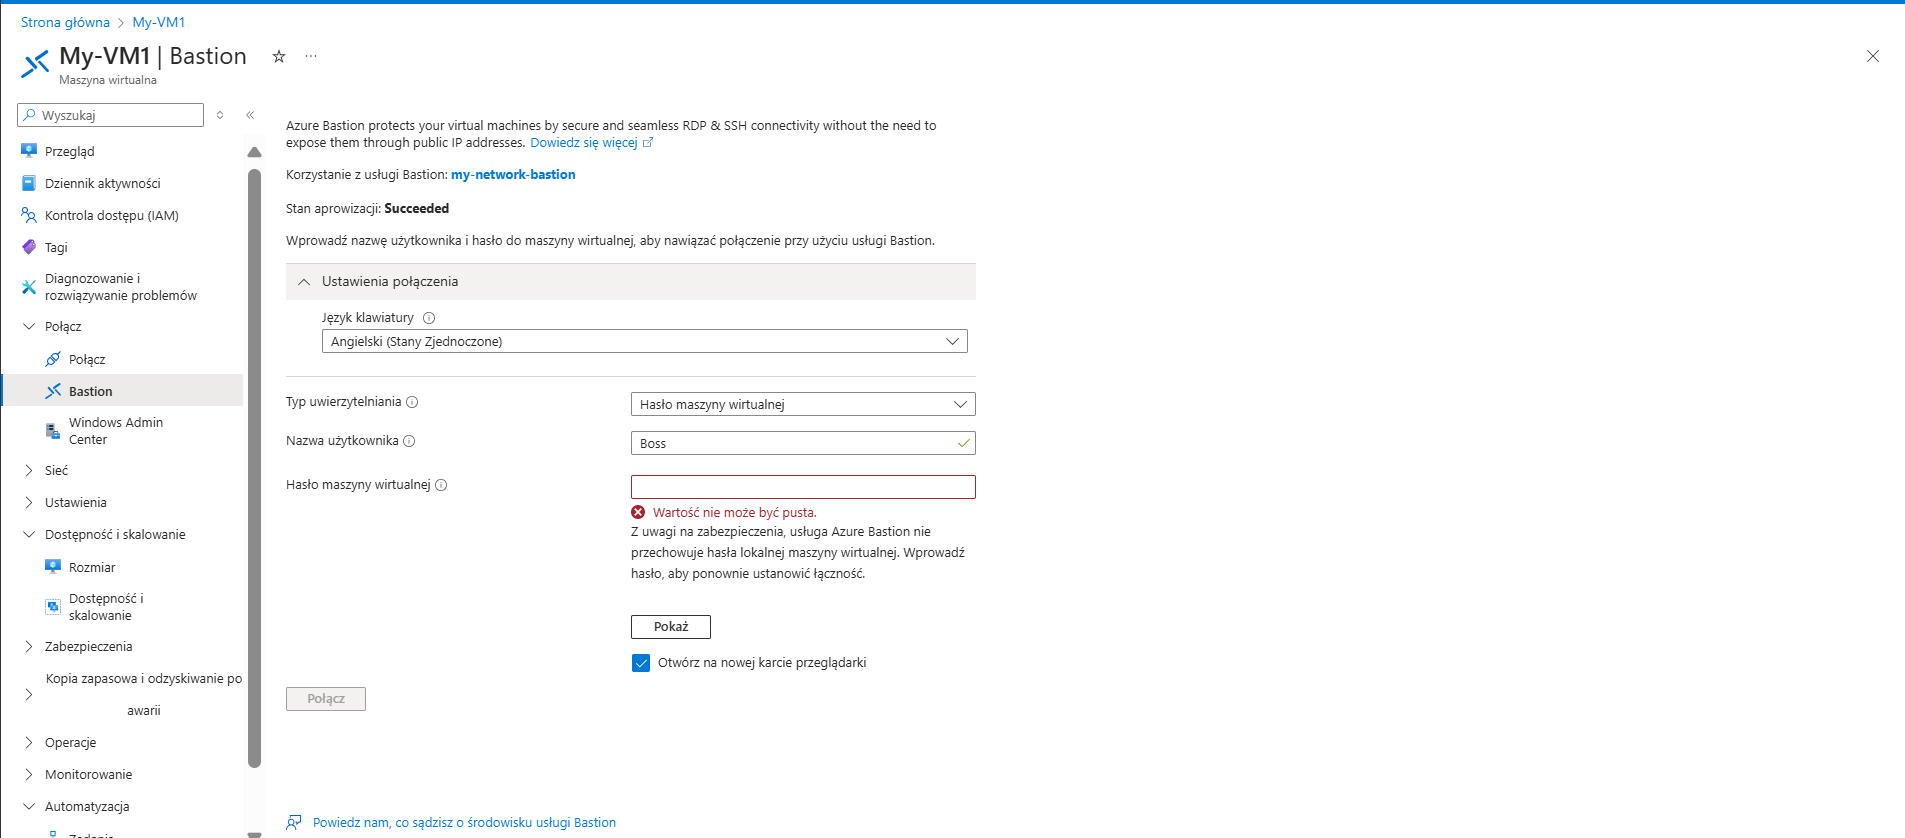 Strona główna > My-VM1
My-VM1 | Bastion
Maszyna wirtualna
Wyszukaj
Przegląd
Dziennik aktywności
Kontrola dostępu (IAM)
Tagi
Diagnozowanie i
rozwiązywanie problemów
Połącz
Połącz
Bastion
Windows Admin
Center
Sieć
Ustawienia
Dostępność i skalowanie
Rozmiar
Dostępność i
skalowanie
Zabezpieczenia
Kopia zapasowa i odzyskiwanie po
awarii
Operacje
Monitorowanie
Automatyzacja
Zadania
Azure Bastion protects your virtual machines by secure and seamless RDP & SSH connectivity without the need to
expose them through public IP addresses. Dowiedz się więcej
Korzystanie z usługi Bastion: my-network-bastion
Stan aprowizacji: Succeeded
Wprowadź nazwę użytkownika i hasło do maszyny wirtualnej, aby nawiązać połączenie przy użyciu usługi Bastion.
Ustawienia połączenia
Język klawiatury
Angielski (Stany Zjednoczone)
Typ uwierzytelniania
Hasło maszyny wirtualnej
Nazwa użytkownika
Boss
Hasło maszyny wirtualnej
Wartość nie może być pusta.
Z uwagi na zabezpieczenia, usługa Azure Bastion nie
przechowuje hasła lokalnej maszyny wirtualnej. Wprowadź
hasło, aby ponownie ustanowić łączność.
Pokaż
Otwórz na nowej karcie przeglądarki
Połącz
Powiedz nam, co sądzisz o środowisku usługi Bastion